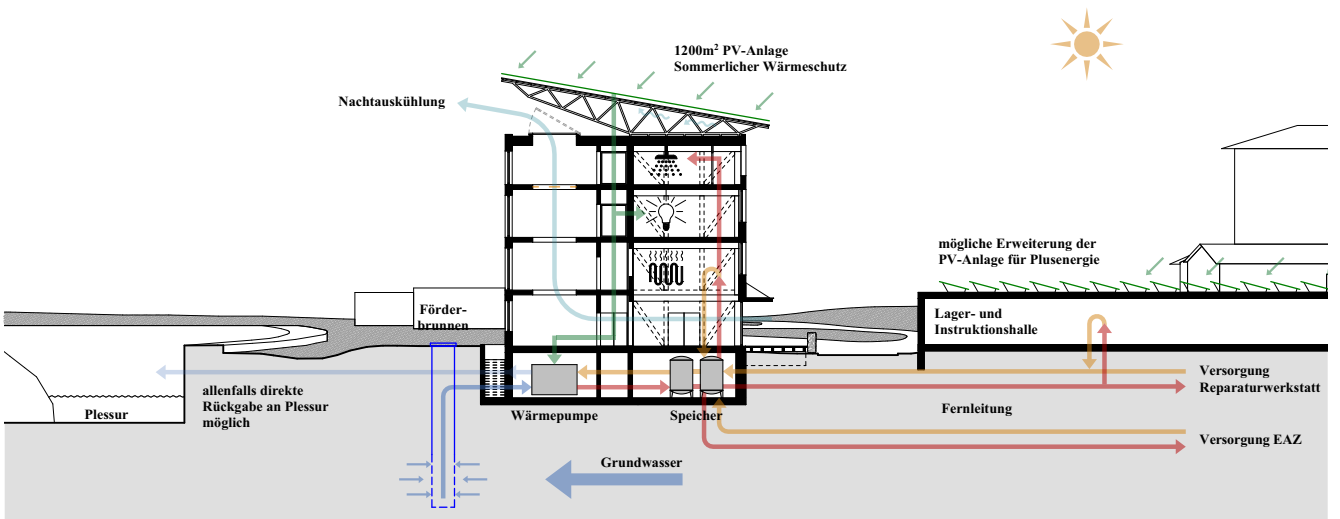 1200m² PV-Anlage
Sommerlicher Wärmeschutz
Nachtauskühlung
mögliche Erweiterung der
PV-Anlage für Plusenergie
Förder-
brunnen
Lager- und
Instruktionshalle
allenfalls direkte
Rückgabe an Plessur
möglich
Plessur
Wärmepumpe
Speicher
Fernleitung
Versorgung
Reparaturwerkstatt
Versorgung EAZ
Grundwasser